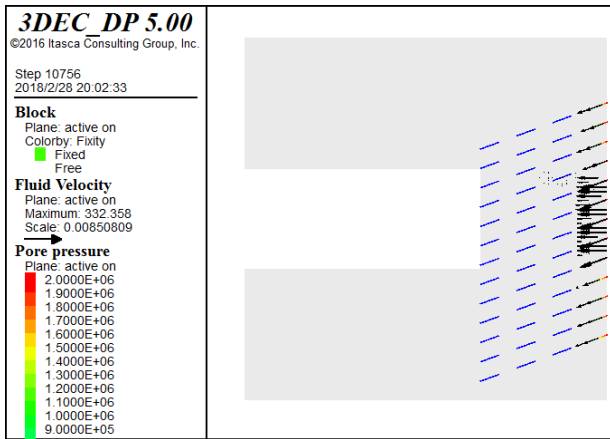 3DEC_DP 5.00
©2016 Itasca Consulting Group, Inc.
Step 10756
2018/2/28 20:02:33
Block
Plane: active on
Colorby: Fixity
Fixed
Free
Fluid Velocity
Plane: active on
Maximum: 332.358
Scale: 0.00850809
Pore pressure
Plane: active on
2.0000E+06
1.9000E+06
1.8000E+06
1.7000E+06
1.6000E+06
1.5000E+06
1.4000E+06
1.3000E+06
1.2000E+06
1.1000E+06
1.0000E+06
9.0000E+05